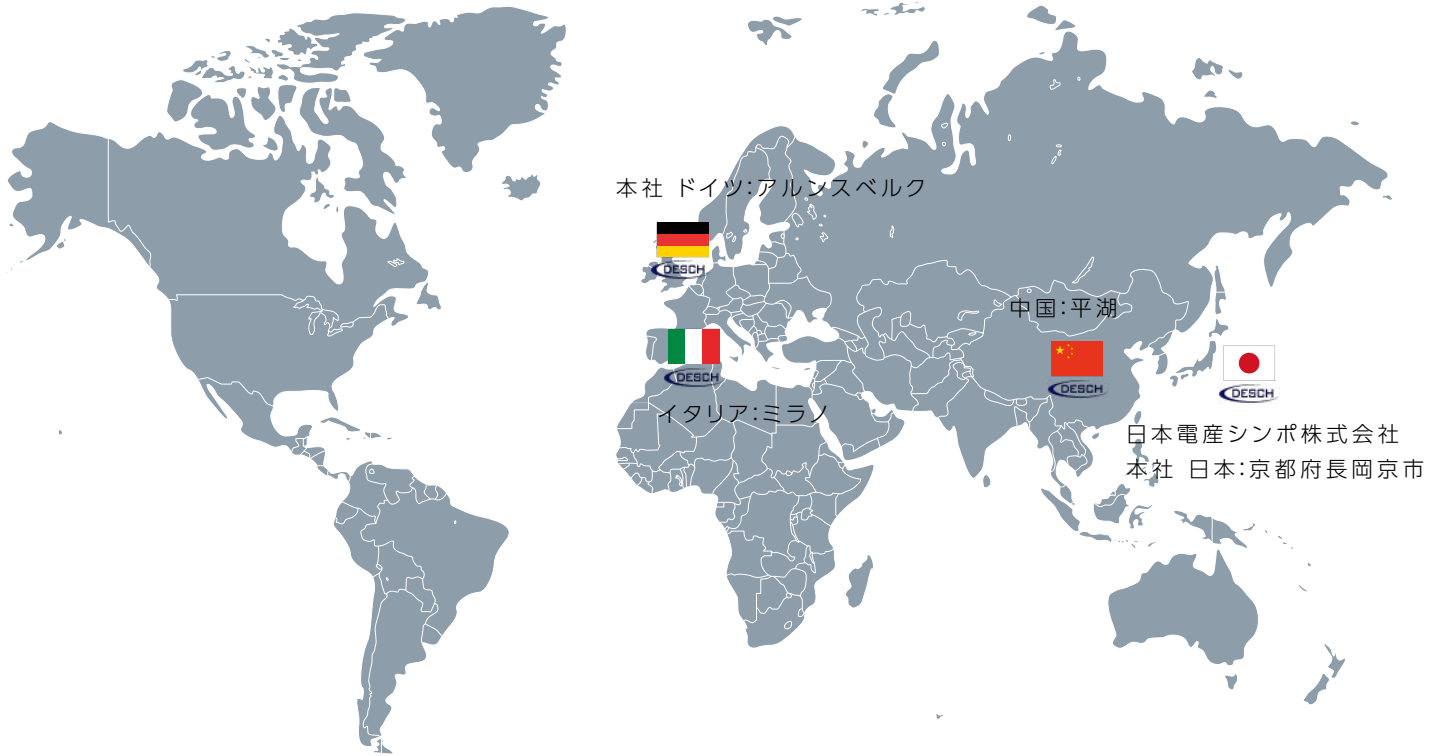 本社 ドイツ：アルンスベルク
DESCH
中国：平湖
DESCH
イタリア：ミラノ
DESCH
DESCH
日本電産シンポ株式会社
本社 日本：京都府長岡京市